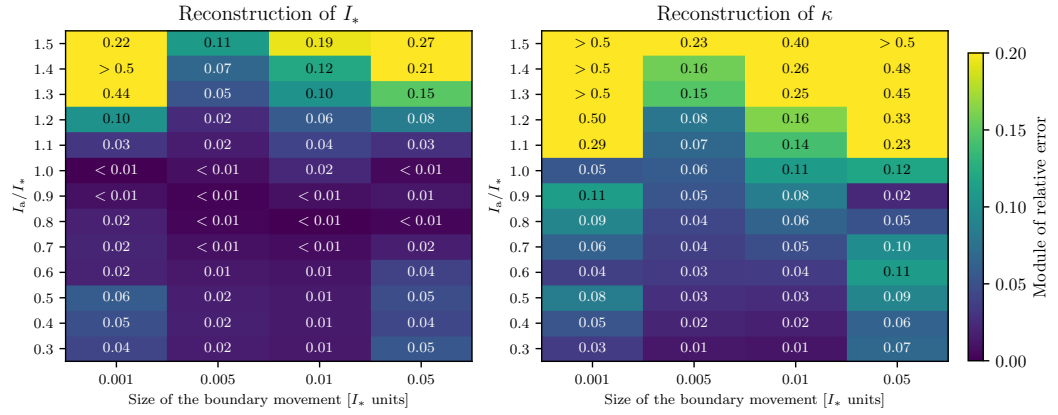 Reconstruction of I∗
Reconstruction of κ
1.5 0.22 0.11 0.19 0.27
1.4 > 0.5 0.07 0.12 0.21
1.3 0.44 0.05 0.10 0.15
1.2 0.10 0.02 0.06 0.08
1.1 0.03 0.02 0.04 0.03
1.0 < 0.01 < 0.01 0.02 < 0.01
0.9 < 0.01 < 0.01 < 0.01 0.01
0.8 0.02 < 0.01 < 0.01 < 0.01
0.7 0.02 < 0.01 < 0.01 0.02
0.6 0.02 0.01 0.01 0.04
0.5 0.06 0.02 0.01 0.05
0.4 0.05 0.02 0.01 0.04
0.3 0.04 0.02 0.01 0.05
0.001 0.005 0.01 0.05
Ia/I∗
Size of the boundary movement [I∗ units]
1.5 > 0.5 0.23 0.40 > 0.5
1.4 > 0.5 0.16 0.26 0.48
1.3 > 0.5 0.15 0.25 0.45
1.2 0.50 0.08 0.16 0.33
1.1 0.29 0.07 0.14 0.23
1.0 0.05 0.06 0.11 0.12
0.9 0.11 0.05 0.08 0.02
0.8 0.09 0.04 0.06 0.05
0.7 0.06 0.04 0.05 0.10
0.6 0.04 0.03 0.04 0.11
0.5 0.08 0.03 0.03 0.09
0.4 0.05 0.02 0.02 0.06
0.3 0.03 0.01 0.01 0.07
0.001 0.005 0.01 0.05
Ia/I∗
Size of the boundary movement [I∗ units]
0.20
0.15
0.10
0.05
0.00
Module of relative error